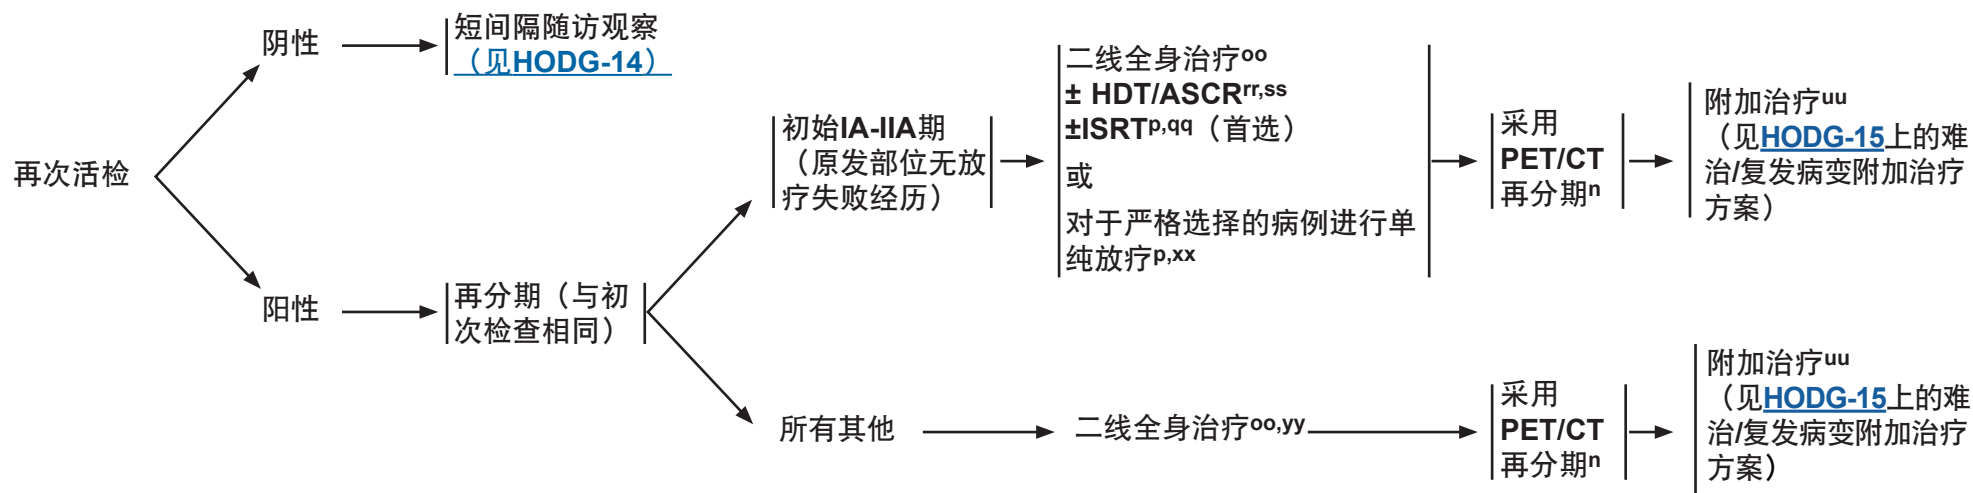 再次活检
阴性
短间隔随访观察
（见HODG-14）
阳性
再分期（与初
次检查相同）
初始IA-IIA期
（原发部位无放
疗失败经历）
二线全身治疗oo
± HDT/ASCRrr,ss
±ISRTp,qq（首选）
或
对于严格选择的病例进行单
纯放疗p,xx
采用
PET/CT
再分期n
附加治疗uu
（见HODG-15上的难
治/复发病变附加治疗
方案）
所有其他
二线全身治疗oo,yy
采用
PET/CT
再分期n
附加治疗uu
（见HODG-15上的难
治/复发病变附加治疗
方案）